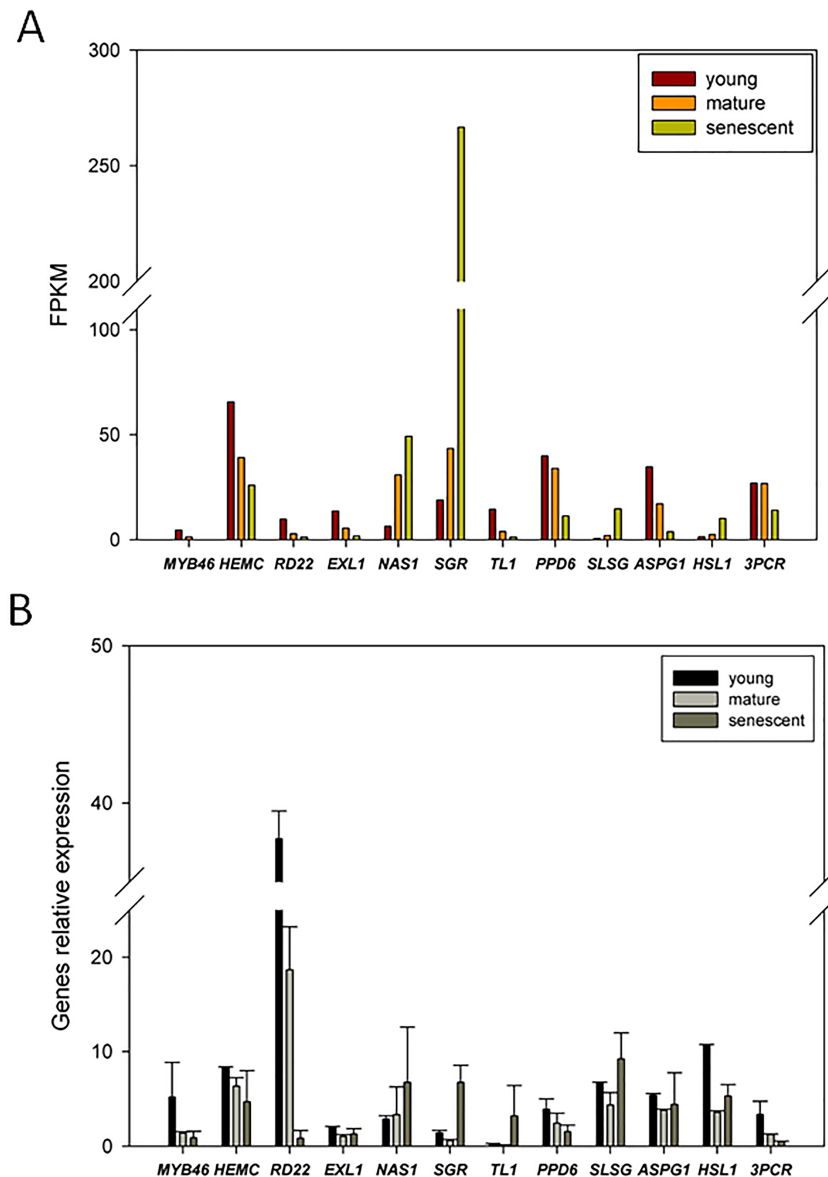 A
300
250
200
100
50
0
FPKM
young
mature
senescent
MYB46 HEMC RD22 EXL1 NAS1 SGR TL1 PPD6 SLSG ASPG1 HSL1 3PCR
B
50
40
20
10
0
Genes relative expression
young
mature
senescent
MYB46 HEMC RD22 EXL1 NAS1 SGR TL1 PPD6 SLSG ASPG1 HSL1 3PCR